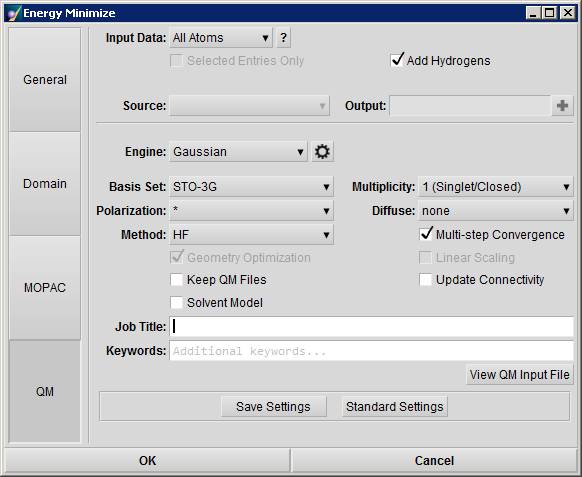 Energy Minimize
Input Data: All Atoms ?
Selected Entries Only Add Hydrogens
General
Source: Output:
Engine: Gaussian
Domain
Basis Set: STO-3G Multiplicity: 1 (Singlet/Closed)
Polarization: * Diffuse: none
Method: HF Multi-step Convergence
Geometry Optimization Linear Scaling
MOPAC
Keep QM Files Update Connectivity
Solvent Model
Job Title:
Keywords: Additional keywords...
View QM Input File
QM
Save Settings Standard Settings
OK Cancel